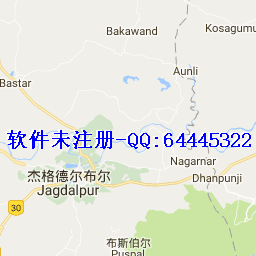 Bakawand
Kosagumu
Aunli
Bastar
软件未注册-QQ:64445322
Nagarnar
杰格德尔布尔
Jagdalpur
Dhanpunji
30
布斯伯尔
Puspal